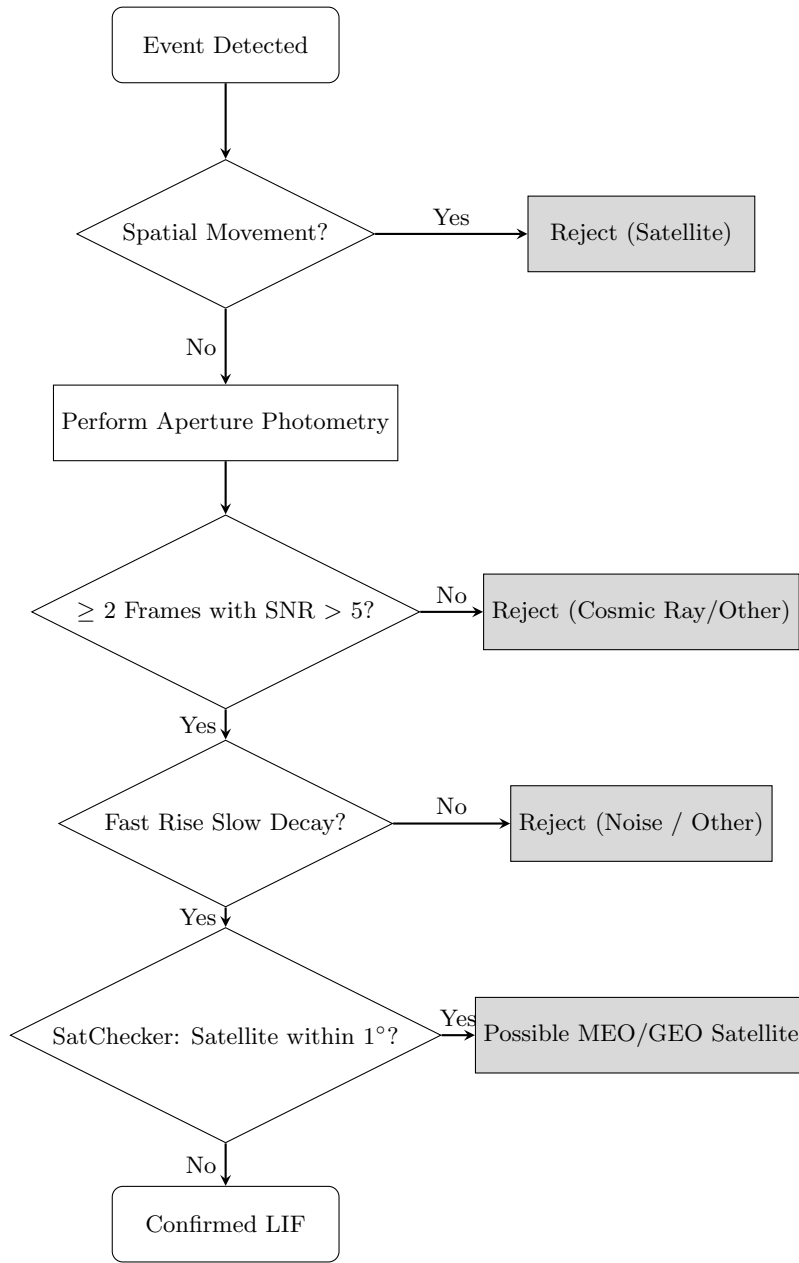 Event Detected
Spatial Movement?
Yes
Reject (Satellite)
No
Perform Aperture Photometry
≥ 2 Frames with SNR > 5?
No
Reject (Cosmic Ray/Other)
Yes
Fast Rise Slow Decay?
No
Reject (Noise / Other)
Yes
SatChecker: Satellite within 1°?
Yes
Possible MEO/GEO Satellite
No
Confirmed LIF